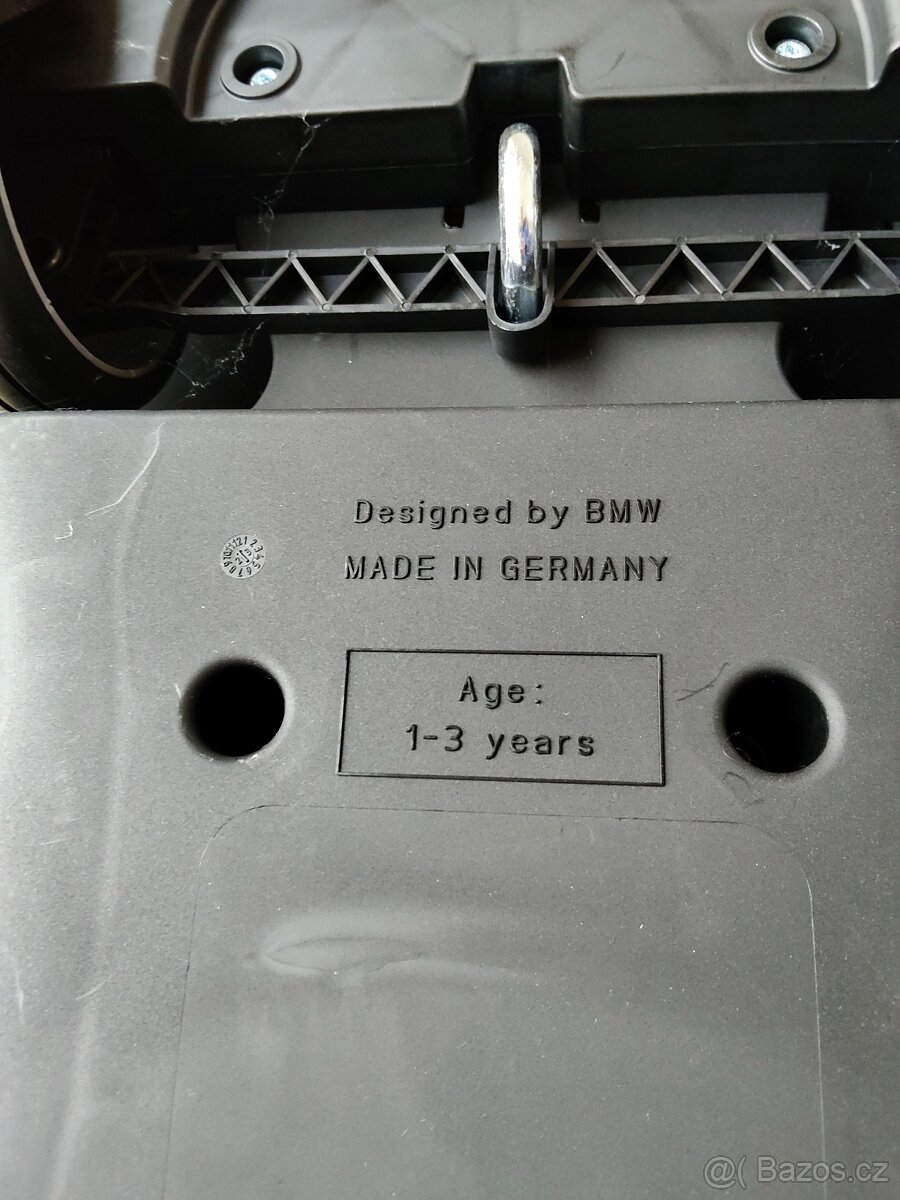 Designed by BMW
MADE IN GERMANY
Age:
1-3 years
@( Bazos.cz